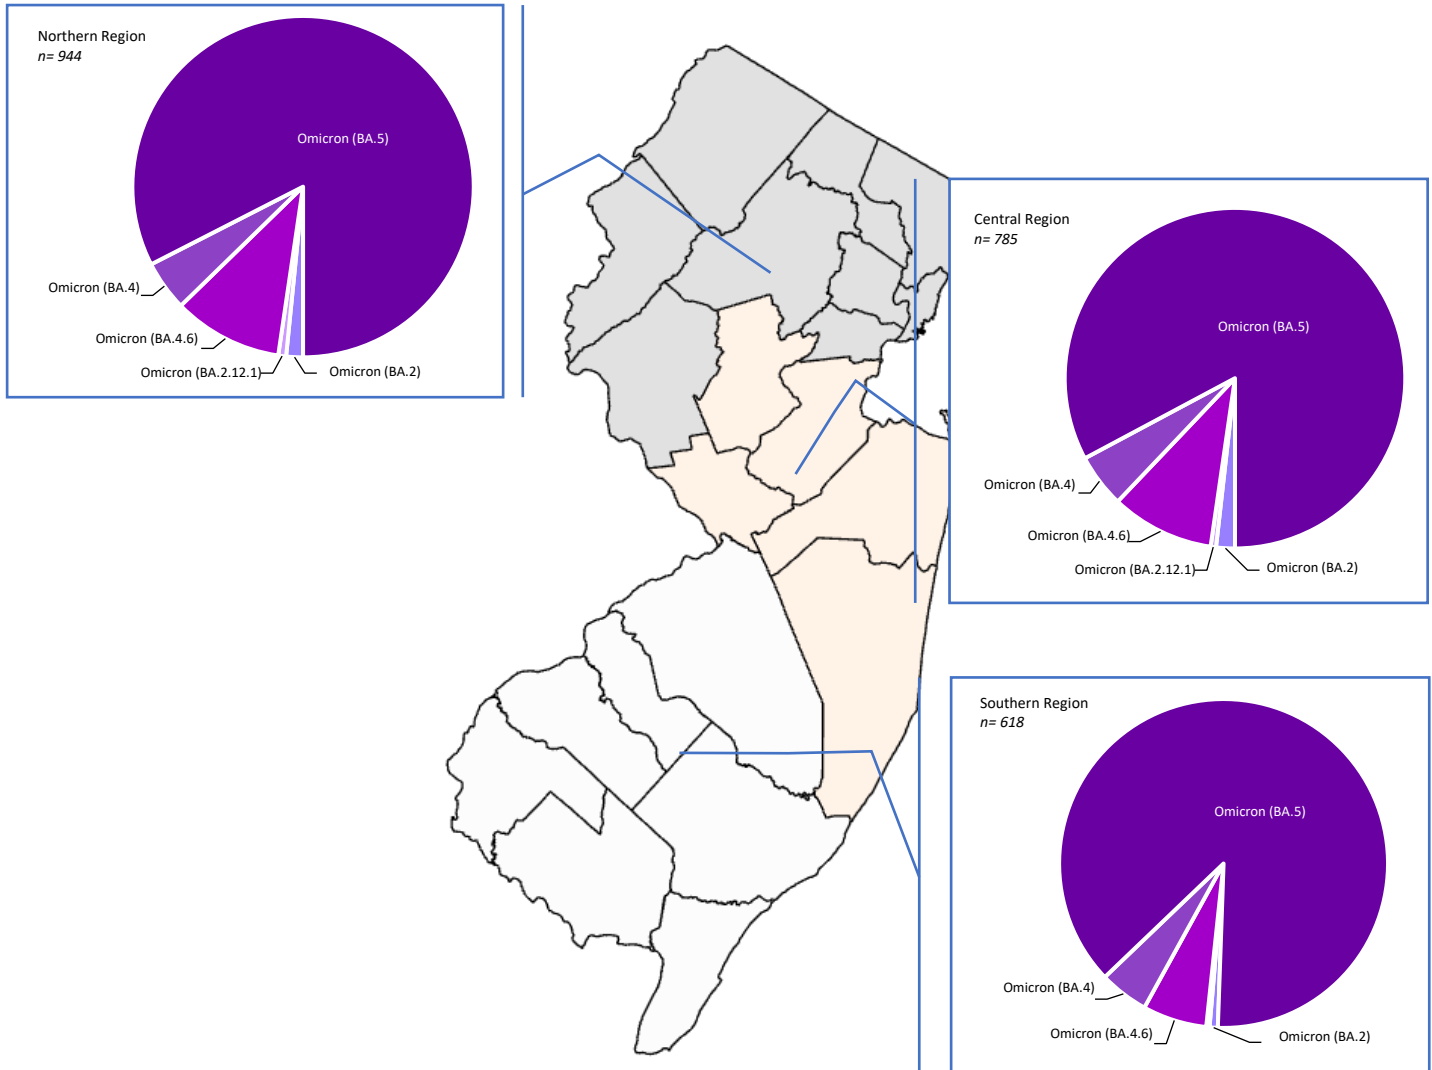 Northern Region
n= 944
Omicron (BA.5)
Omicron (BA.4)
Omicron (BA.4.6)
Omicron (BA.2.12.1)
Omicron (BA.2)
Central Region
n= 785
Omicron (BA.5)
Omicron (BA.4)
Omicron (BA.4.6)
Omicron (BA.2.12.1)
Omicron (BA.2)
Southern Region
n= 618
Omicron (BA.5)
Omicron (BA.4)
Omicron (BA.4.6)
Omicron (BA.2)